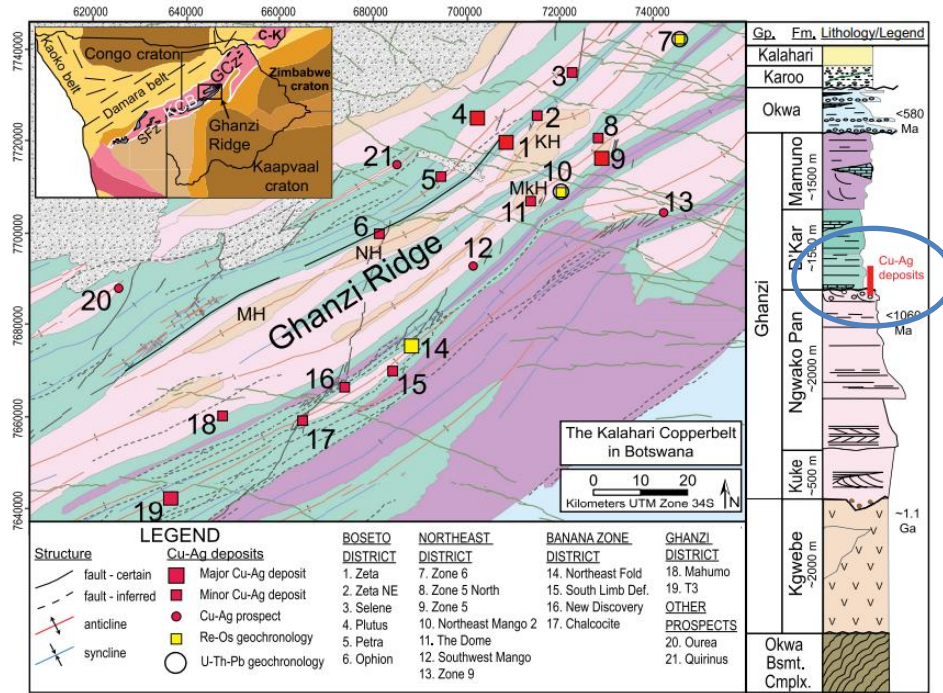 620000 640000 660000 680000 700000 720000 740000
7740000
7720000
7700000
7680000
7660000
7640000
Congo craton
C-K
Kaoko belt
Damara belt
GCz
Zimbabwe
craton
KCB
SFz
Ghanzi
Ridge
Kaapvaal
craton
7
3
4
2
1
KH
8
9
21
5
10
MkH
11
13
6
NH
12
20
Ghanzi Ridge
MH
14
16
15
18
17
19
The Kalahari Copperbelt
in Botswana
0 10 20
Kilometers UTM Zone 34S
N
LEGEND
Structure
fault - certain
fault - inferred
anticline
syncline
Cu-Ag deposits
Major Cu-Ag deposit
Minor Cu-Ag deposit
Cu-Ag prospect
Re-Os geochronology
U-Th-Pb geochronology
BOSETO
DISTRICT
1. Zeta
2. Zeta NE
3. Selene
4. Plutus
5. Petra
6. Ophion
NORTHEAST
DISTRICT
7. Zone 6
8. Zone 5 North
9. Zone 5
10. Northeast Mango 2
11. The Dome
12. Southwest Mango
13. Zone 9
BANANA ZONE
DISTRICT
14. Northeast Fold
15. South Limb Def.
16. New Discovery
17. Chalcocite
GHANZI
DISTRICT
18. Mahumo
19. T3
OTHER
PROSPECTS
20. Ourea
21. Quirinus
Gp. Fm. Lithology/Legend
Kalahari
Karoo
Okwa
<580
Ma
Ghanzi
Mamuno
~1500 m
D'Kar
~1500 m
Cu-Ag
deposits
<1060
Ma
Ngwako Pan
~2000 m
Kuke
~500 m
~1.1
Ga
Kgwebe
~2000 m
Okwa
Bsmt.
Cmplx.